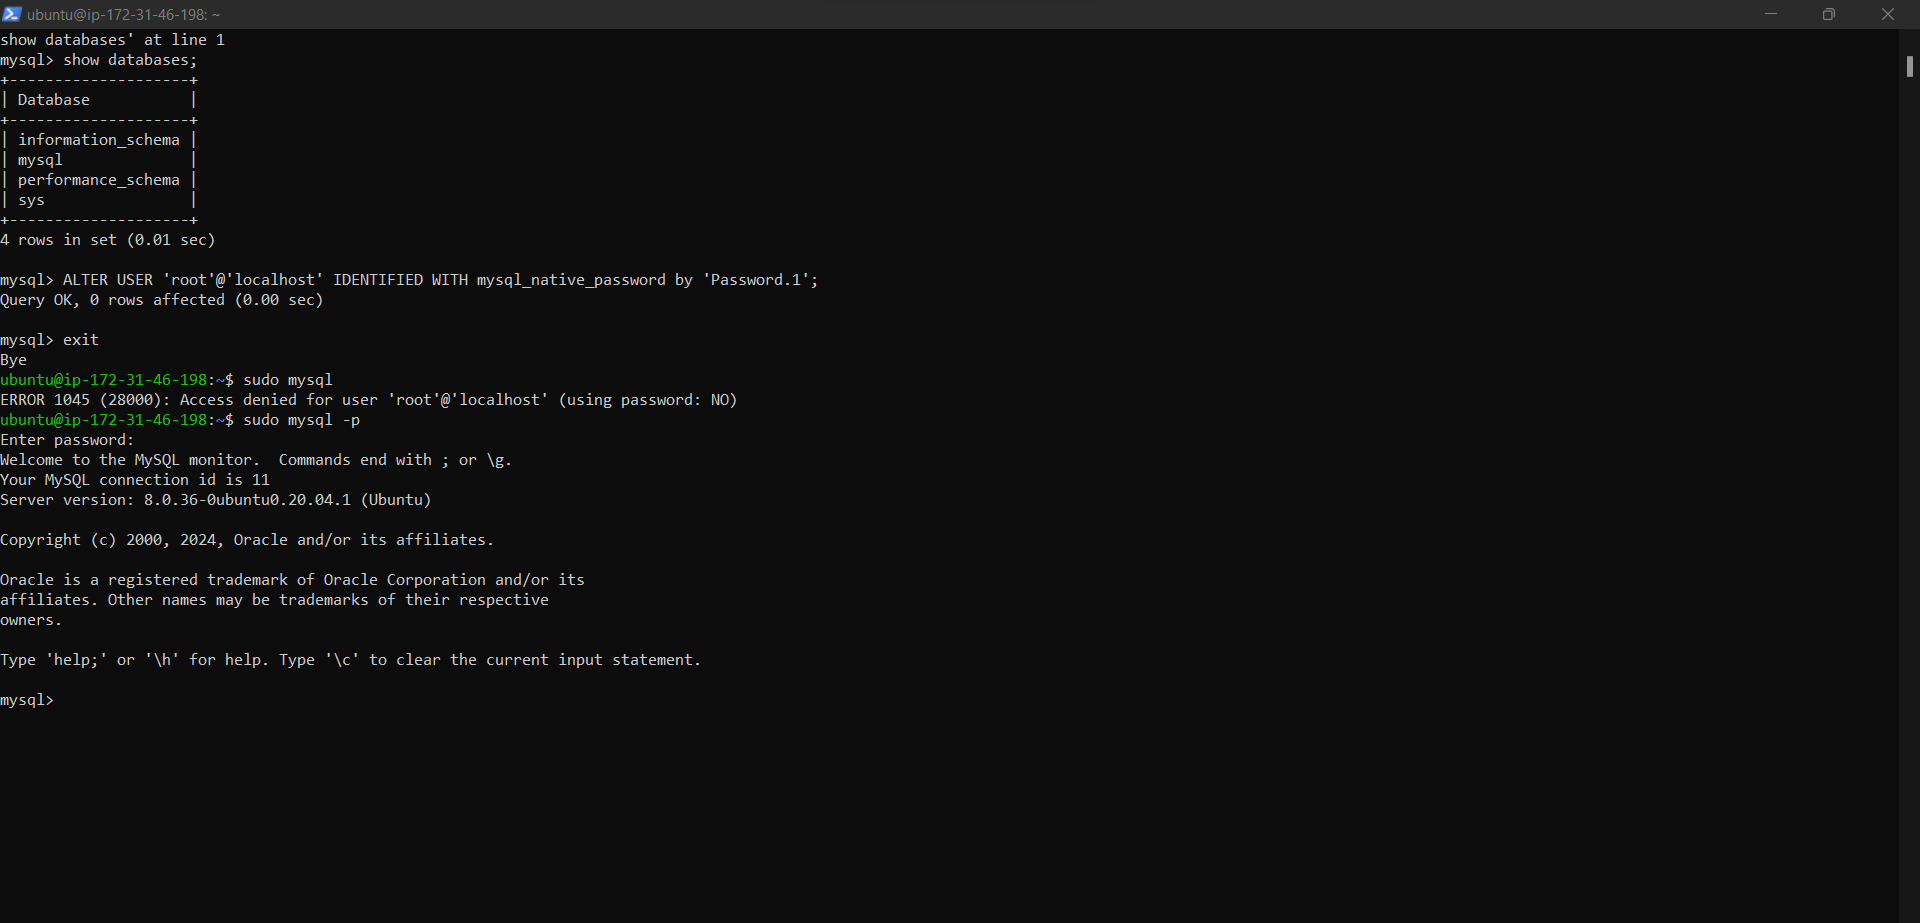 ubuntu@ip-172-31-46-198: ~
show databases' at line 1
mysql> show databases;
+--------------------+
| Database           |
+--------------------+
| information_schema |
| mysql              |
| performance_schema |
| sys                |
+--------------------+
4 rows in set (0.01 sec)
mysql> ALTER USER 'root'@'localhost' IDENTIFIED WITH mysql_native_password by 'Password.1';
Query OK, 0 rows affected (0.00 sec)
mysql> exit
Bye
ubuntu@ip-172-31-46-198:~$ sudo mysql
ERROR 1045 (28000): Access denied for user 'root'@'localhost' (using password: NO)
ubuntu@ip-172-31-46-198:~$ sudo mysql -p
Enter password:
Welcome to the MySQL monitor.  Commands end with ; or \g.
Your MySQL connection id is 11
Server version: 8.0.36-0ubuntu0.20.04.1 (Ubuntu)
Copyright (c) 2000, 2024, Oracle and/or its affiliates.
Oracle is a registered trademark of Oracle Corporation and/or its
affiliates. Other names may be trademarks of their respective
owners.
Type 'help;' or '\h' for help. Type '\c' to clear the current input statement.
mysql>